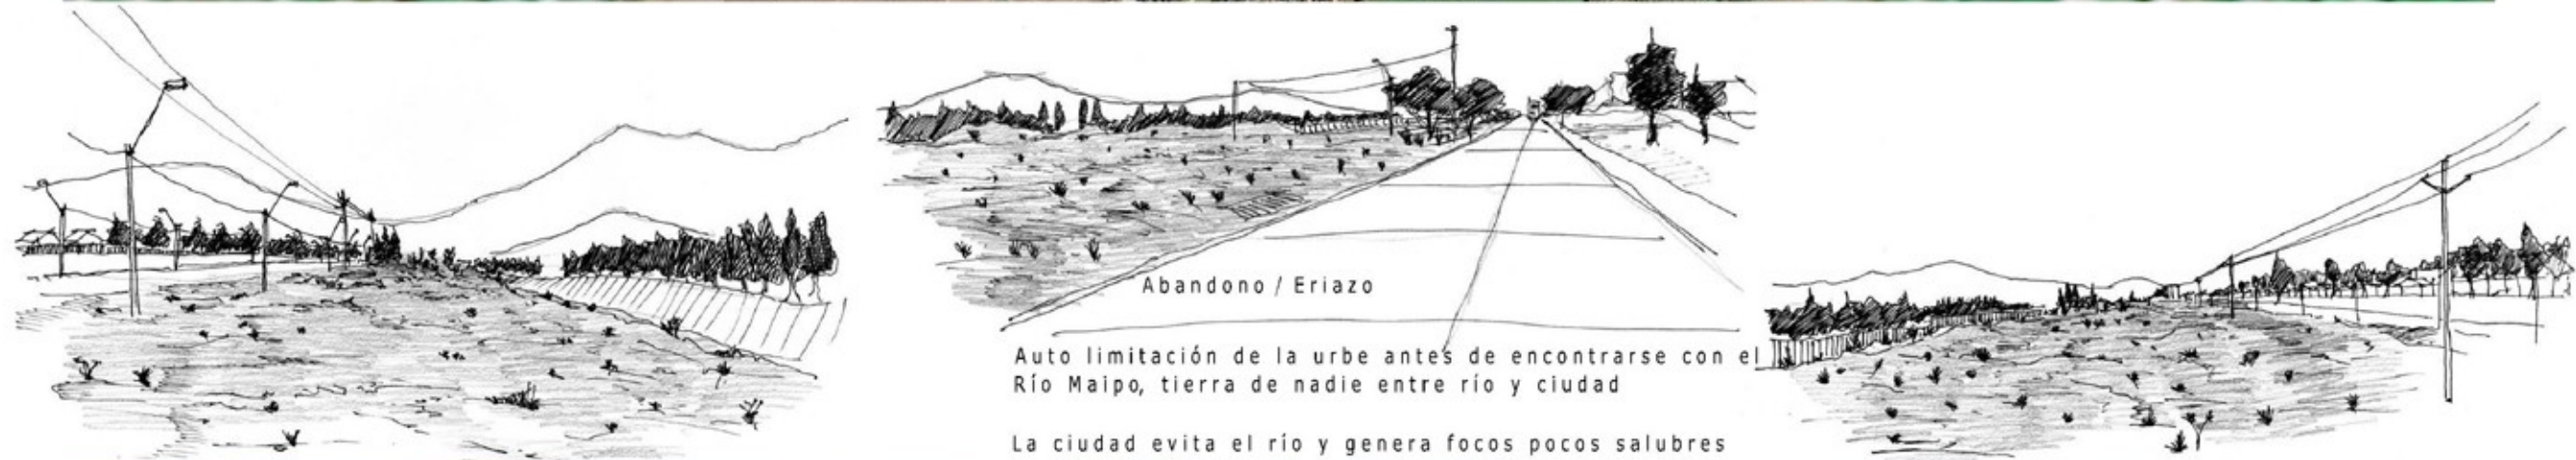 Abandono / Eriazo
Auto limitación de la urbe antes de encontrarse con el
Río Maipo, tierra de nadie entre río y ciudad
La ciudad evita el río y genera focos pocos salubres